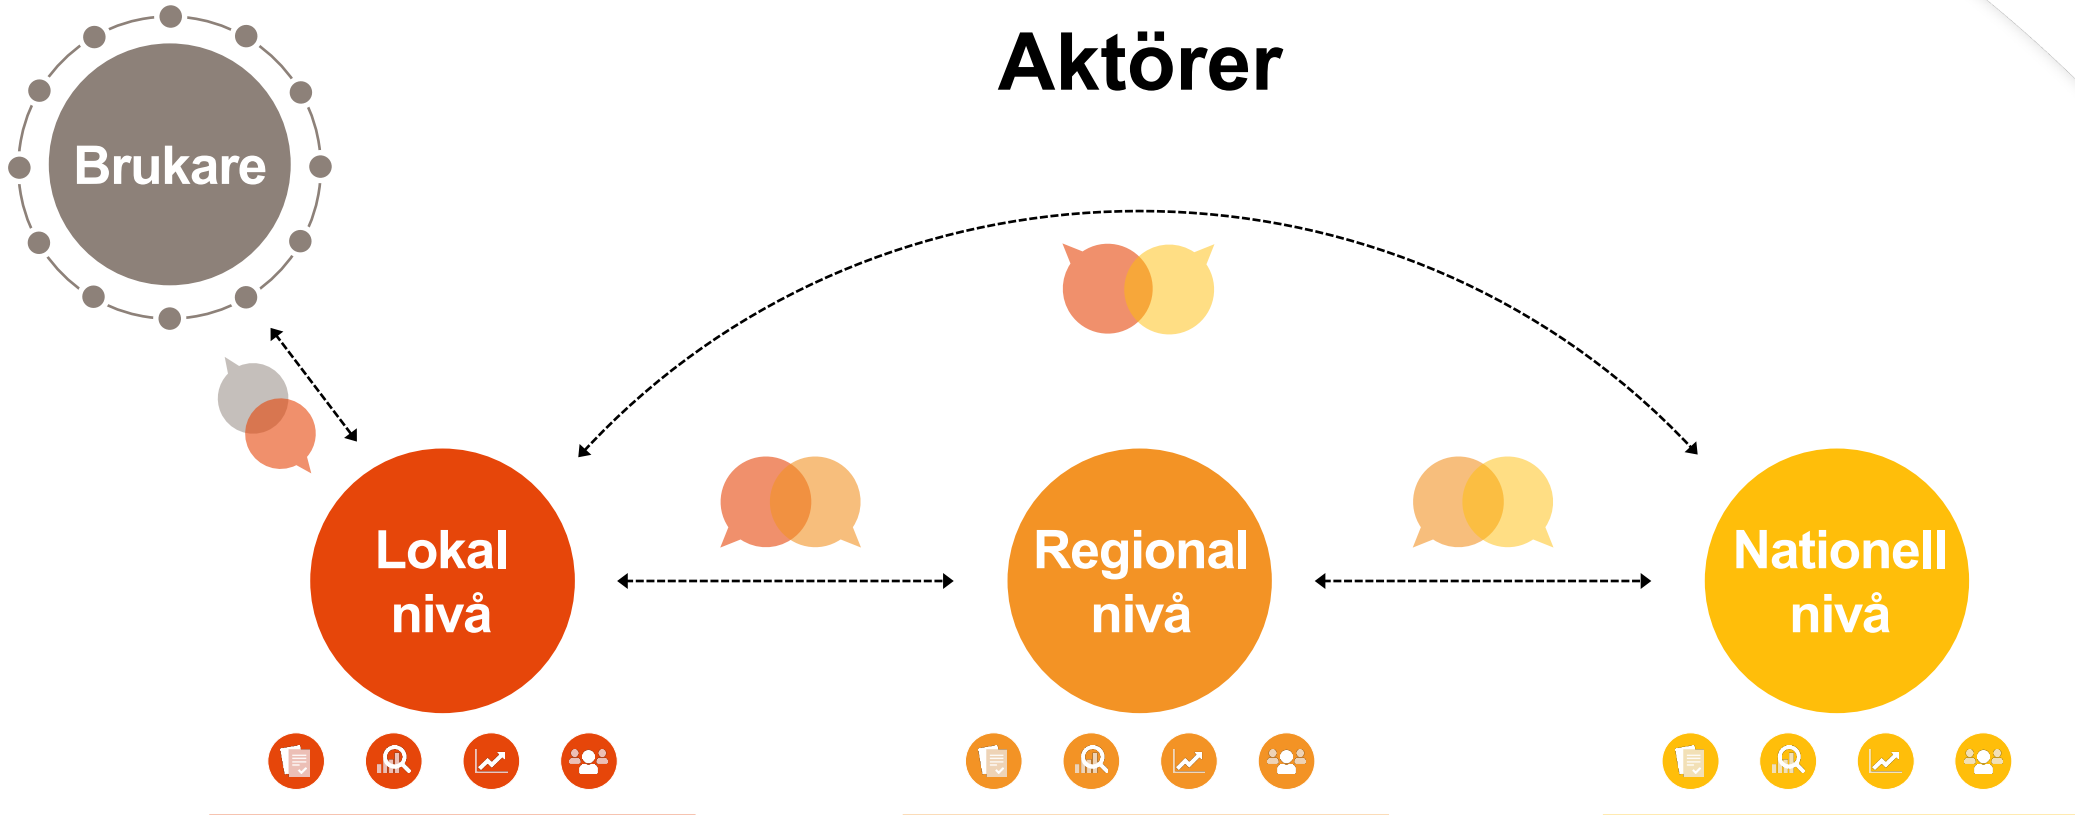 Aktörer
Brukare
Lokal
nivå
Regional
nivå
Nationell
nivå